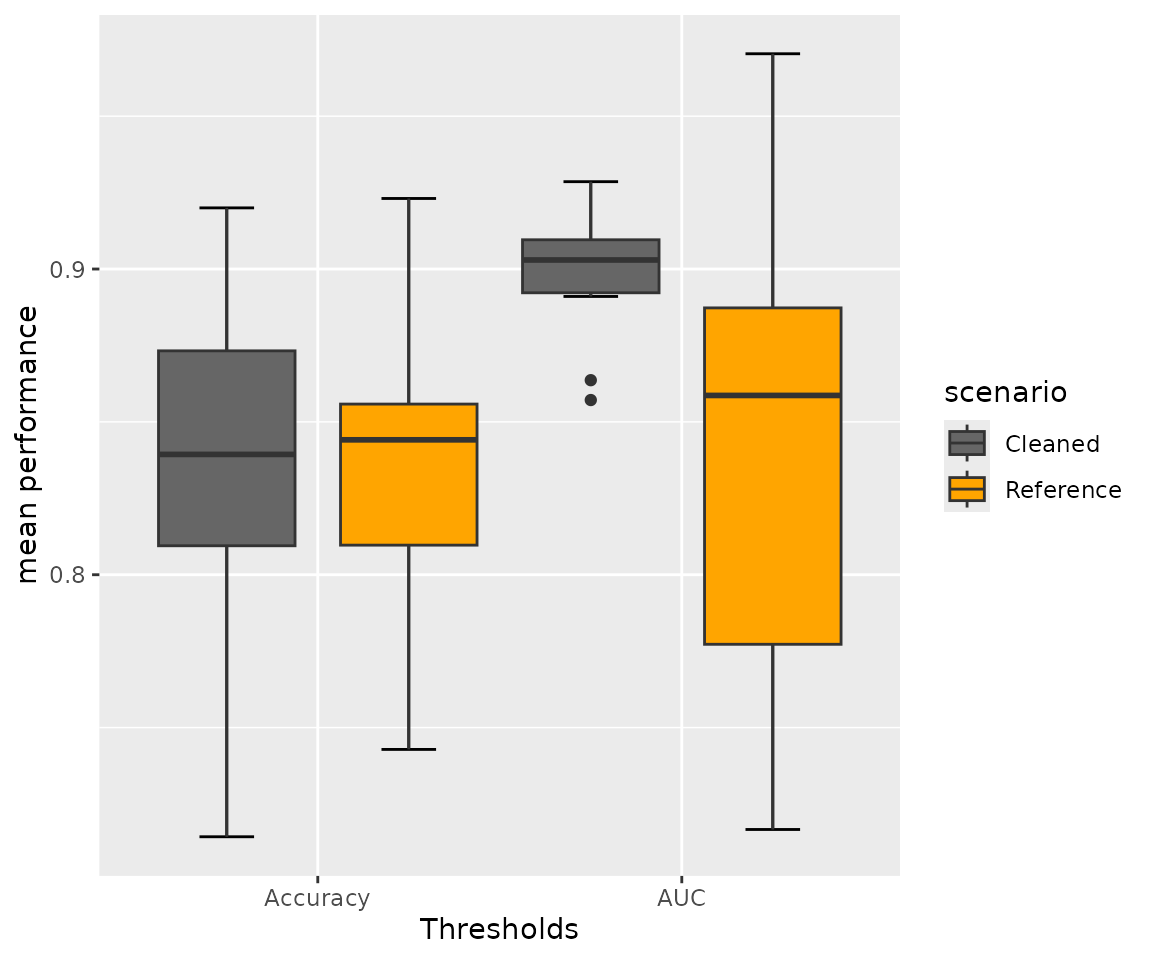 mean performance
0.9
0.8
Accuracy
AUC
Thresholds
scenario
Cleaned
Reference